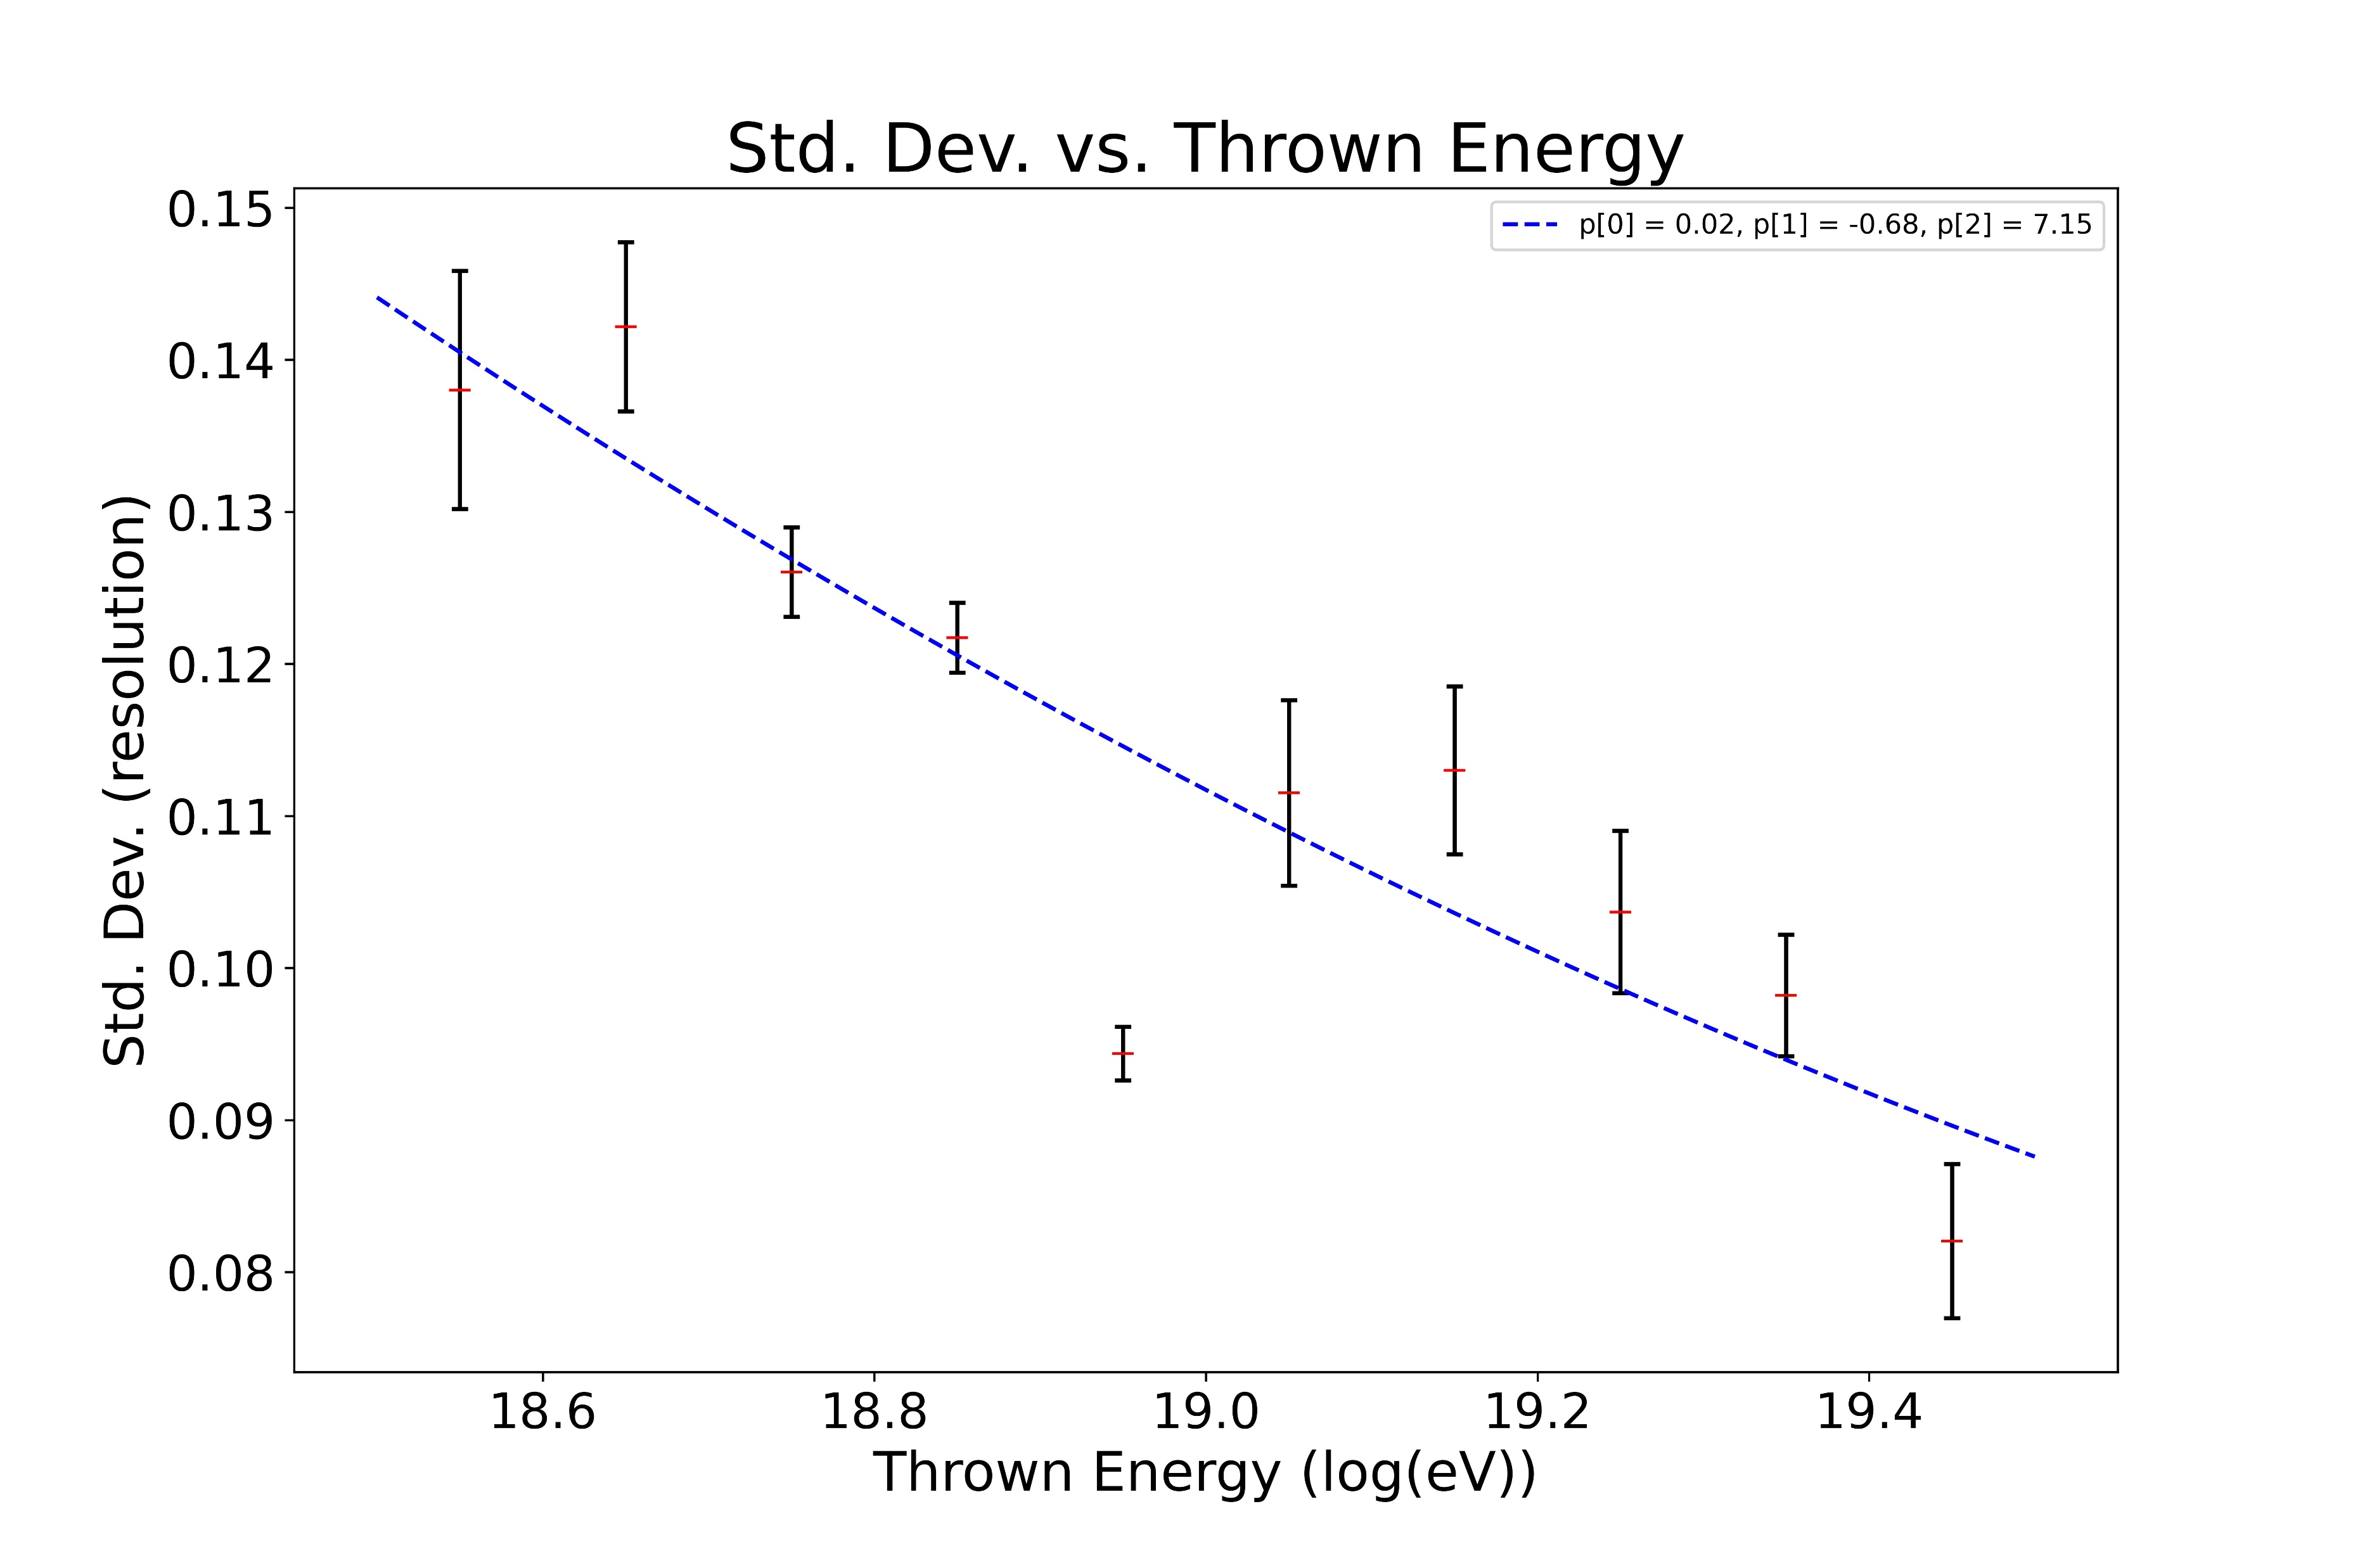 Std. Dev. vs. Thrown Energy
p[0] = 0.02, p[1] = -0.68, p[2] = 7.15
Std. Dev. (resolution)
0.15
0.14
0.13
0.12
0.11
0.10
0.09
0.08
18.6 18.8 19.0 19.2 19.4
Thrown Energy (log(eV))